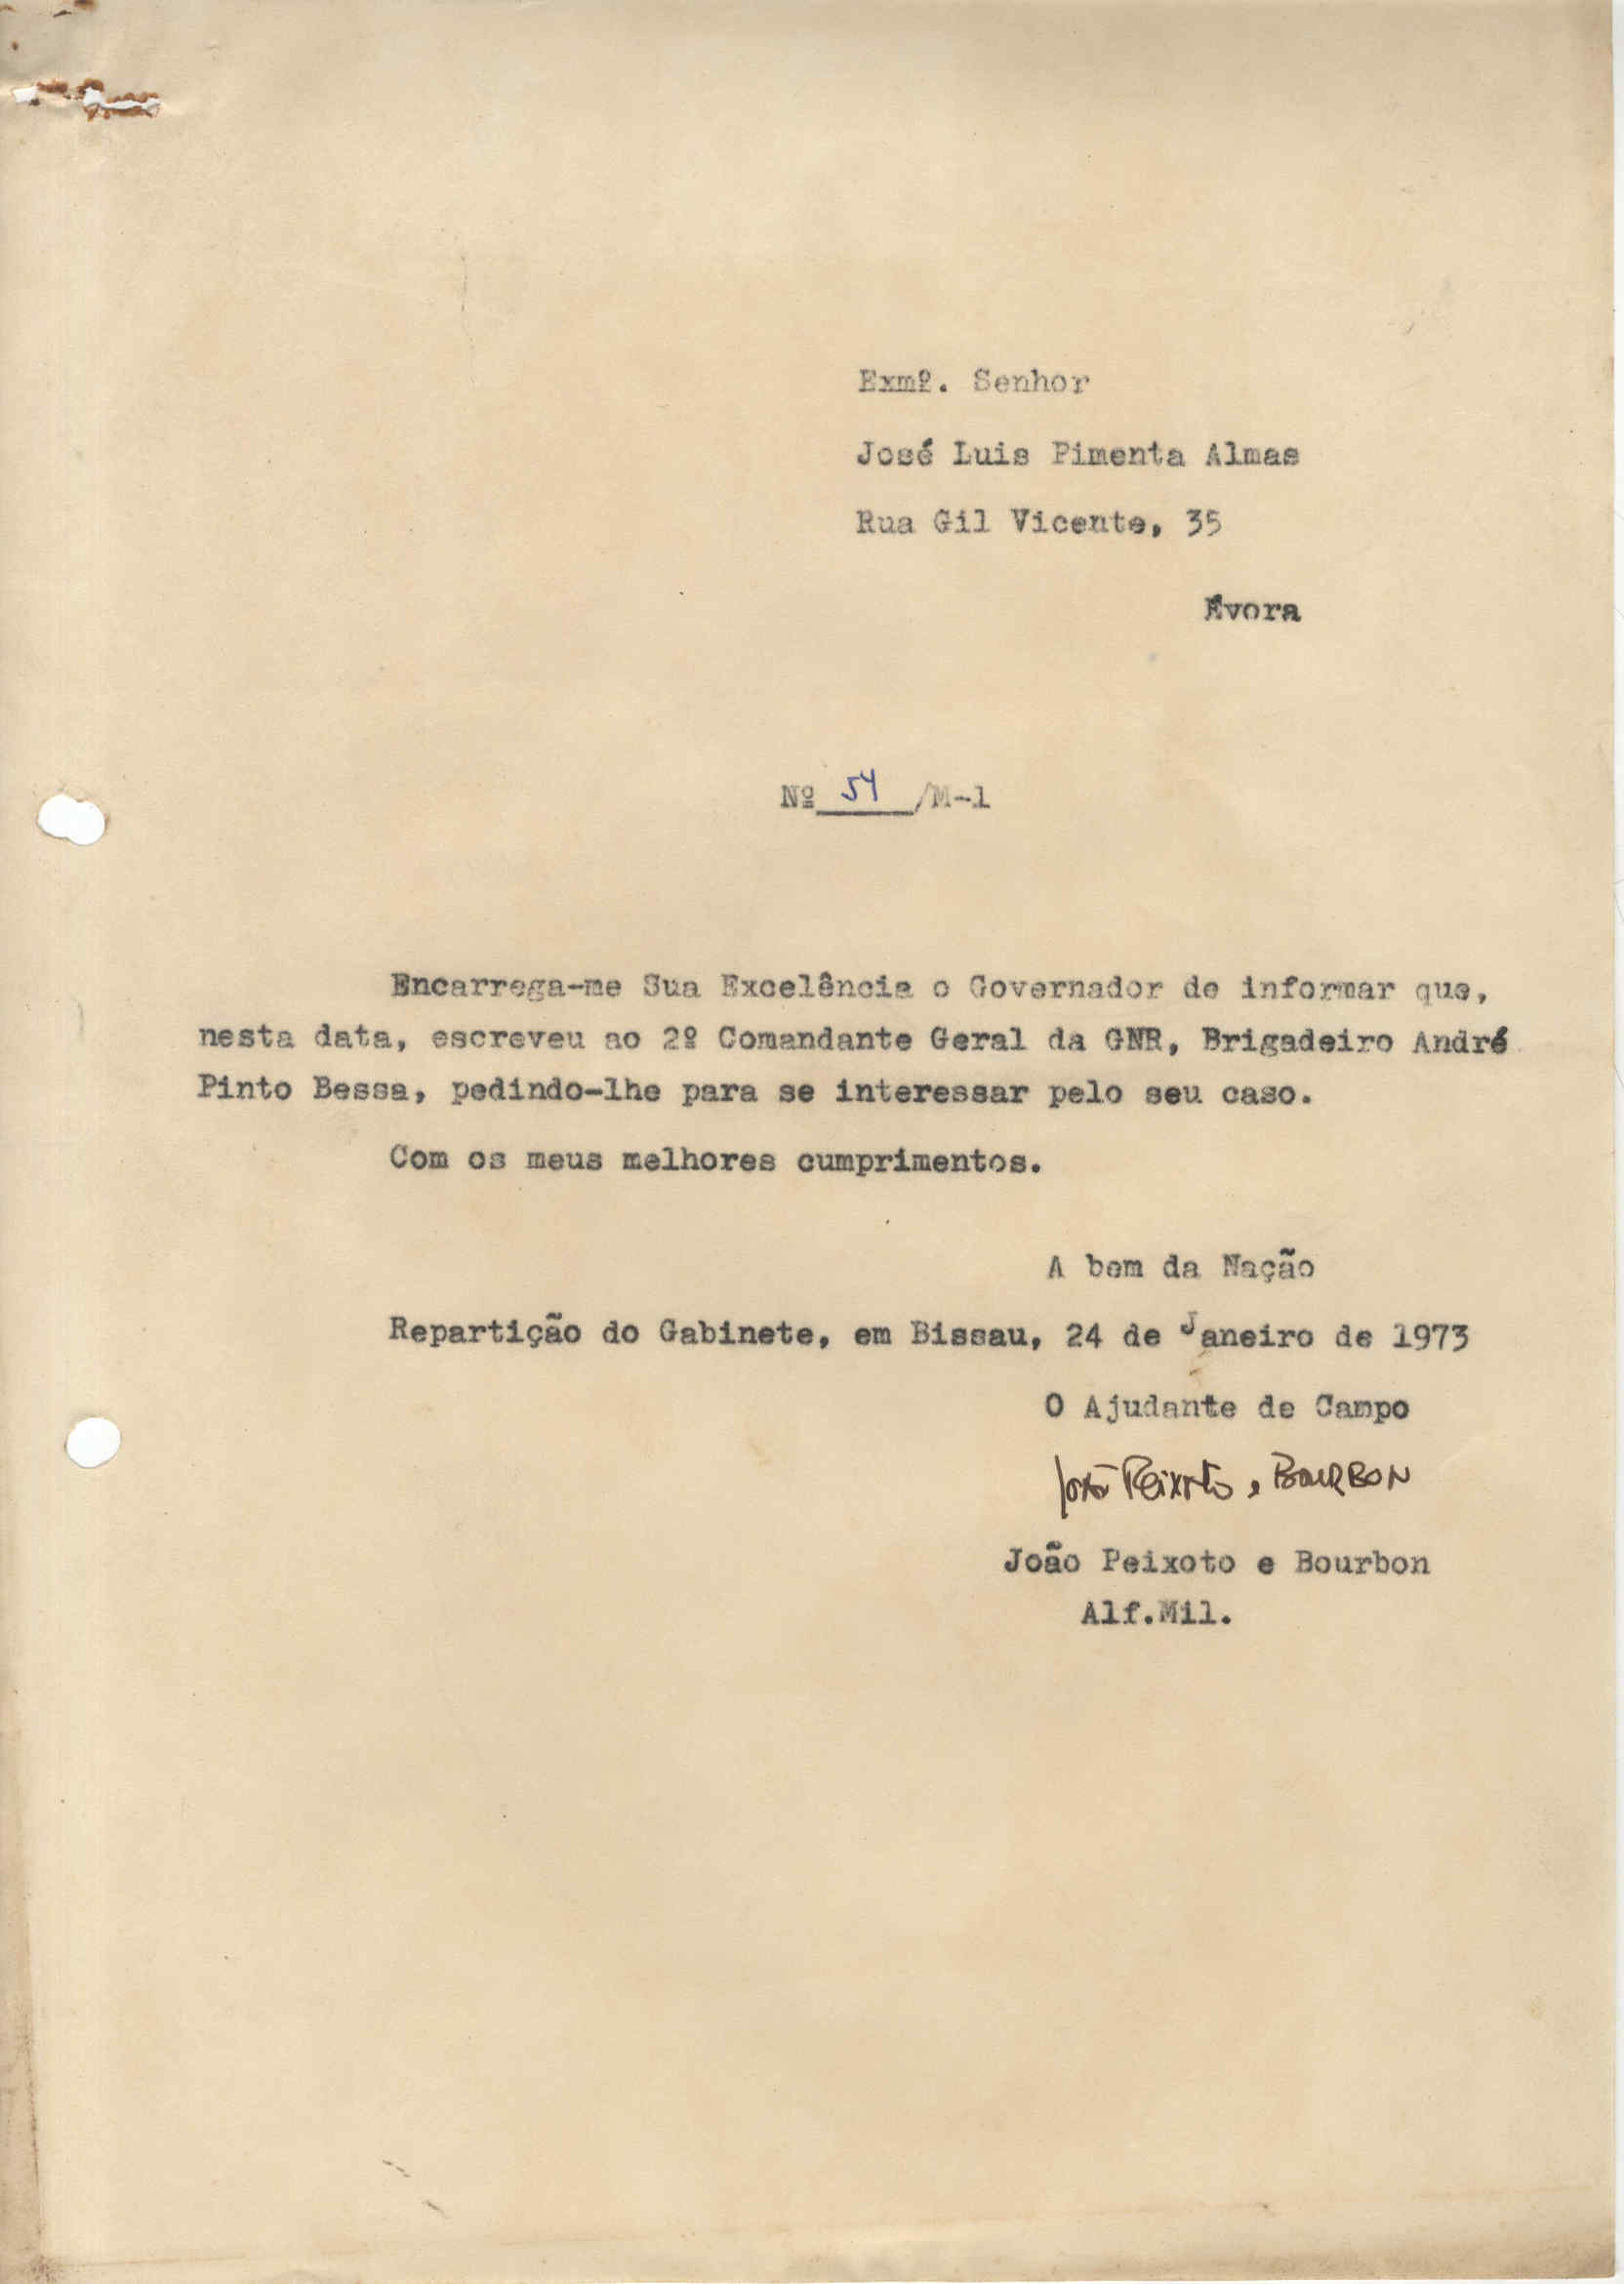 Exmº. Senhor
José Luis Pimenta Almas
Rua Gil Vicente, 35
Évora
Nº 54 /M-1
Encarrega-me Sua Excelência o Governador de informar que,
nesta data, escreveu ao 2º Comandante Geral da GNR, Brigadeiro André
Pinto Bessa, pedindo-lhe para se interessar pelo seu caso.
Com os meus melhores cumprimentos.
A bem da Nação
Repartição do Gabinete, em Bissau, 24 de Janeiro de 1973
O Ajudante de Campo
João Peixoto e BOURBON
João Peixoto e Bourbon
Alf.Mil.